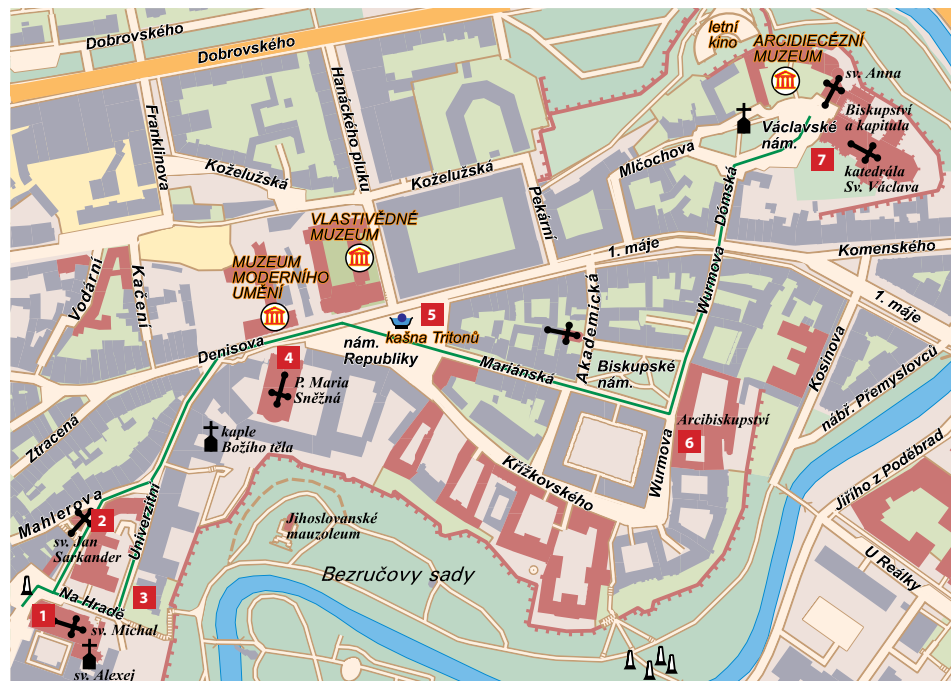 Dobrovského
Dobrovského
letní
kino
ARCIDIECÉZNÍ
MUZEUM
sv. Anna
Biskupství
a kapitula
Václavské
nám.
7
katedrála
Sv. Václava
Franklinova
Hanáckého pluku
Koželužská
Koželužská
Pekární
Mlčochova
Dómská
Wurmova
1. máje
Komenského
1. máje
VLASTIVĚDNÉ
MUZEUM
MUZEUM
MODERNÍHO
UMĚNÍ
Vodární
Kačení
Denisova
5
kašna Tritonů
nám.
Republiky
Mariánská
Akademická
Biskupské
nám.
Kosinova
nábř. Přemyslovců
4
P. Maria
Sněžná
kaple
Božího těla
Arcibiskupství
6
Wurmova
Křížkovského
Jiřího z Poděbrad
U Reálky
Ztracená
Mahlerova
2
sv. Jan
Sarkander
Univerzitní
Jihoslovanské
mauzoleum
Bezručovy sady
Na Hradě
3
1
sv. Michal
sv. Alexej